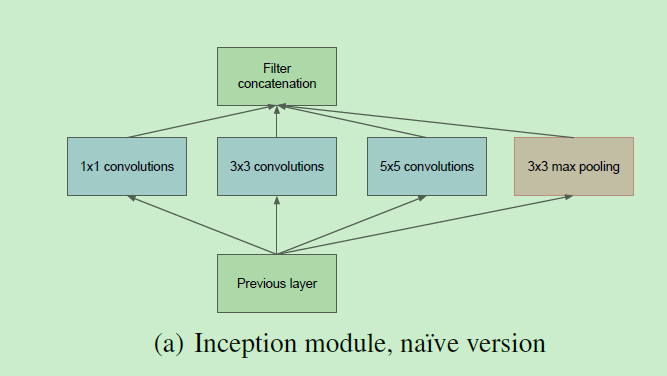 Filter
concatenation
1x1 convolutions
3x3 convolutions
5x5 convolutions
3x3 max pooling
Previous layer
(a) Inception module, naïve version